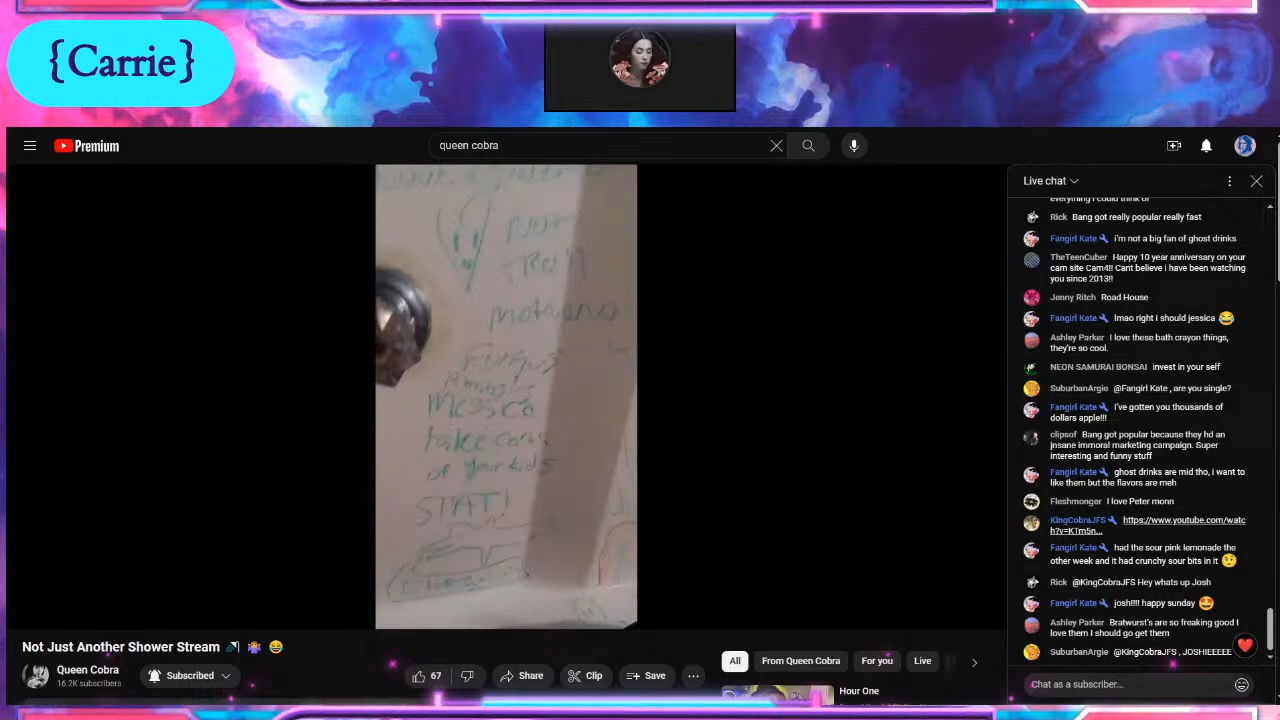 {Carrie}
Premium
queen cobra
Live chat
everything I could think of
Rick Bang got really popular really fast
Fangirl Kate i'm not a big fan of ghost drinks
TheTeenCuber Happy 10 year anniversary on your
cam site Cam4!! Cant believe i have been watching
you since 2013!!
Jenny Ritch Road House
Fangirl Kate lmao right i should jessica 😂
Ashley Parker I love these bath crayon things,
they're so cool.
NEON SAMURAI BONSAI invest in your self
SuburbanArgie @Fangirl Kate , are you single?
Fangirl Kate I've gotten you thousands of
dollars apple!!!
clipsof Bang got popular because they hd an
jnsane immoral marketing campaign. Super
interesting and funny stuff
Fangirl Kate ghost drinks are mid tho, i want to
like them but the flavors are meh
Fleshmonger I love Peter monn
KingCobraJFS https://www.youtube.com/watc
h?v=KTm5n...
Fangirl Kate had the sour pink lemonade the
other week and it had crunchy sour bits in it 🤨
Rick @KingCobraJFS Hey whats up Josh
Fangirl Kate josh!!!! happy sunday 🤩
Ashley Parker Bratwurst's are so freaking good I
love them I should go get them
SuburbanArgie @KingCobraJFS , JOSH!EEEEE
Chat as a subscriber...
Not
Fungus
take care
of your kids
STAT!
Not Just Another Shower Stream
Queen Cobra
16.2K subscribers
Subscribed
67
Share
Clip
Save
All
From Queen Cobra
For you
Live
Hour One